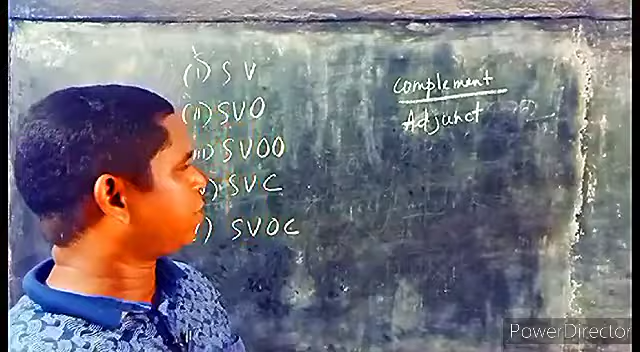 (i) S V
(ii) SVO
(iii) SVOO
SVC
) SVOC
Complement
Adjunct
PowerDirector